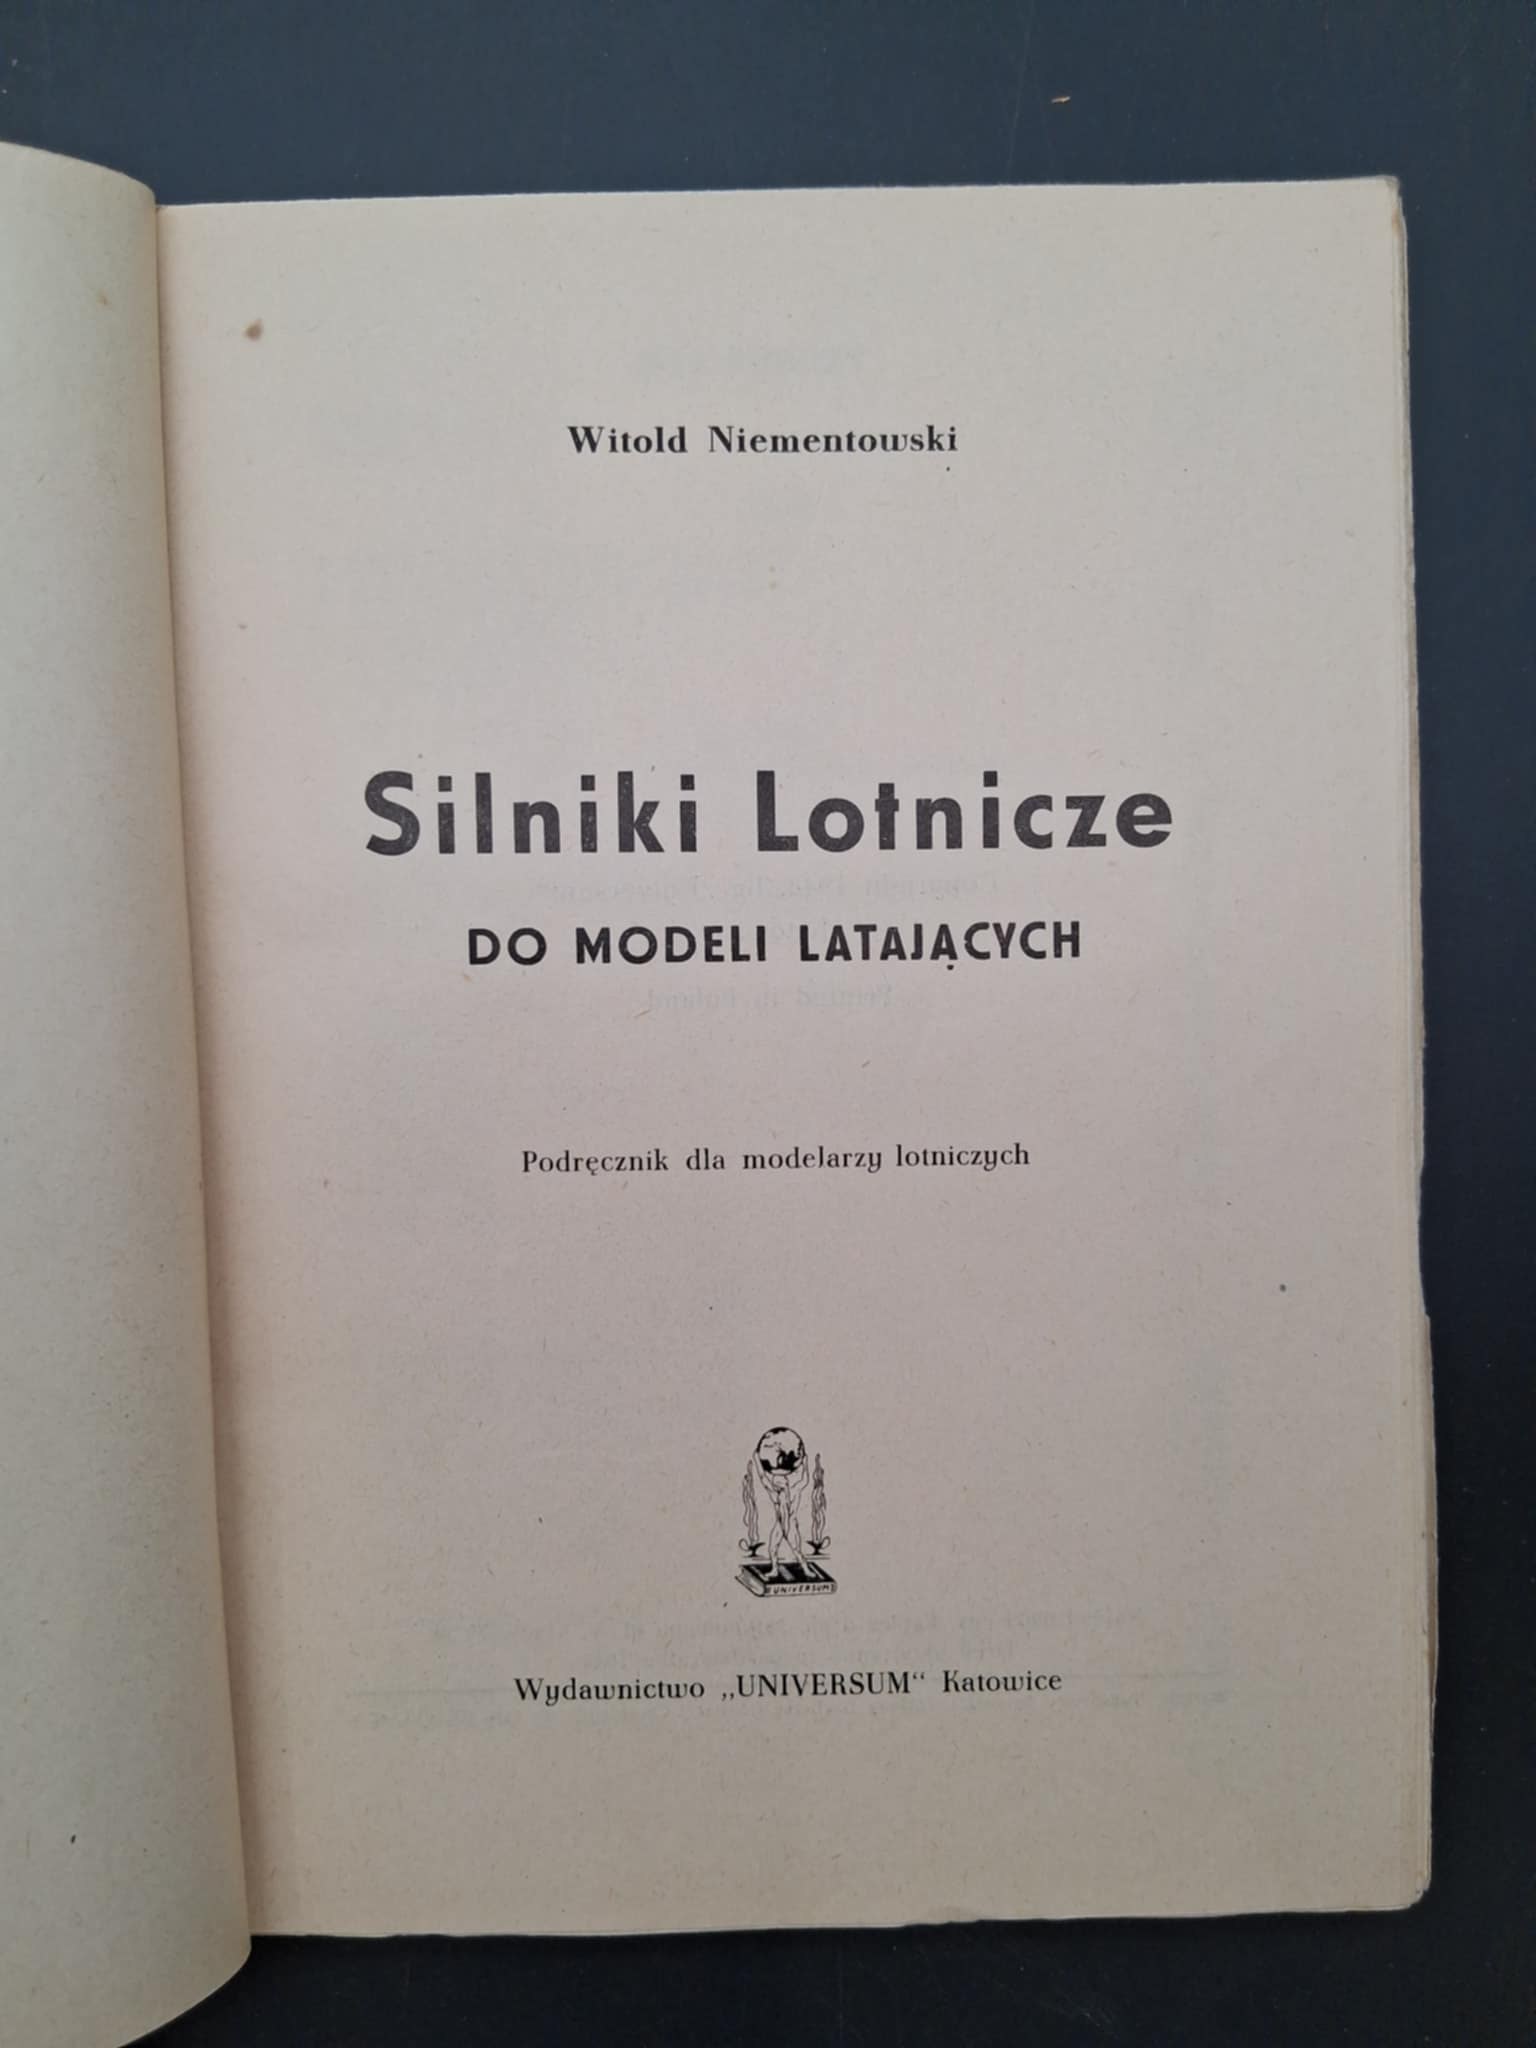 Witold Niementowski
Silniki Lotnicze
DO MODELI LATAJĄCYCH
Podręcznik dla modelarzy lotniczych
UNIVERSUM
Wydawnictwo „UNIVERSUM“ Katowice